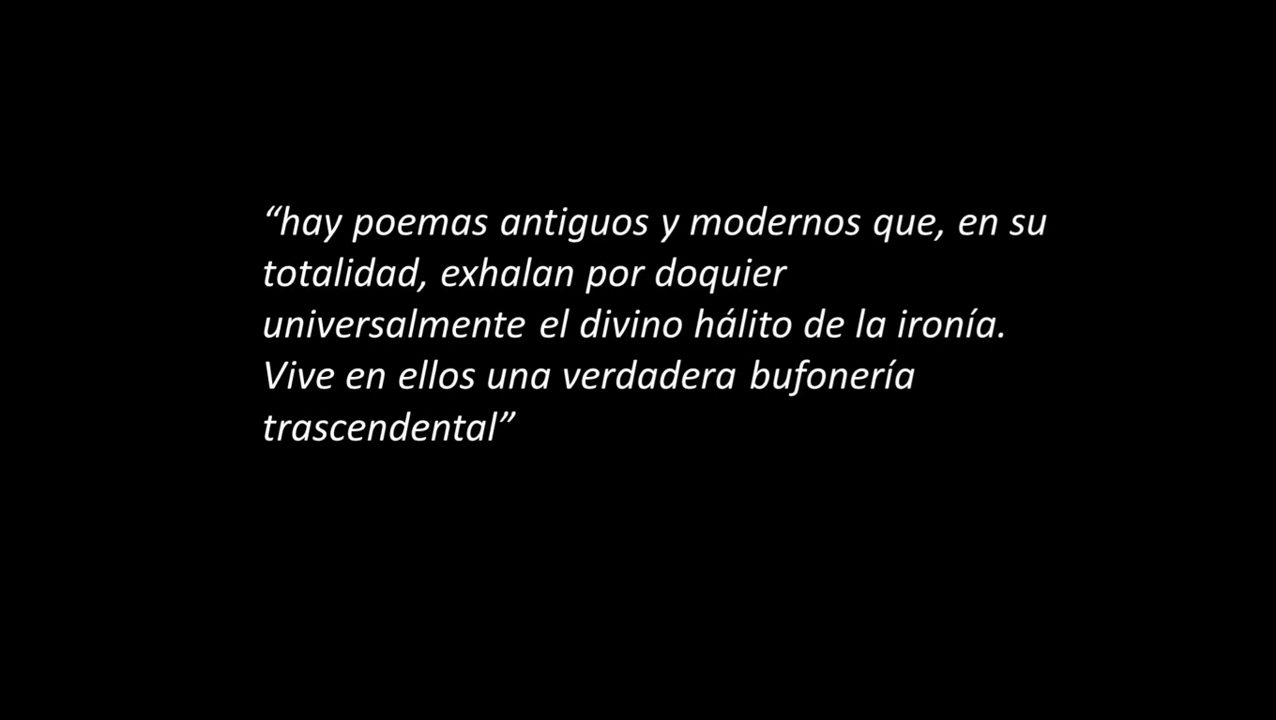 “hay poemas antiguos y modernos que, en su
totalidad, exhalan por doquier
universalmente el divino hálito de la ironía.
Vive en ellos una verdadera bufonería
trascendental”